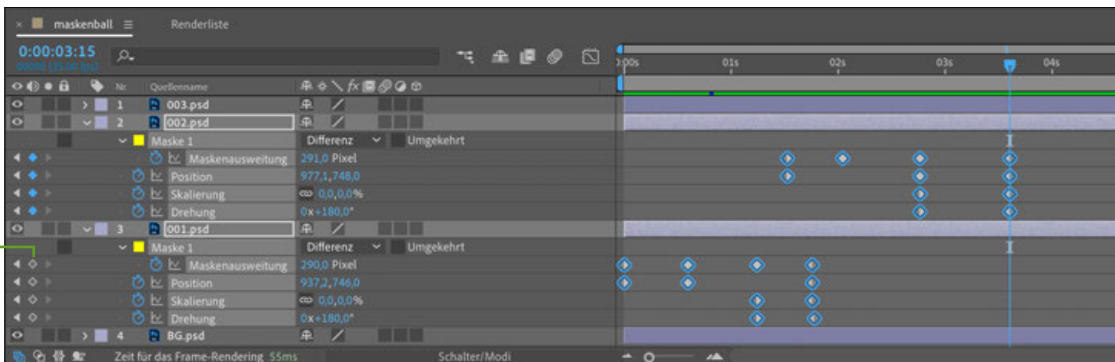 maskenball
Renderliste
0:00:03:15
Nr. Quellenname
:00s 01s 02s 03s 04s
1 003.psd
2 002.psd
Maske 1 Differenz Umgekehrt
Maskenausweitung 291,0 Pixel
Position 977,1,748,0
Skalierung 0,0,0,0%
Drehung 0x+180,0°
3 001.psd
Maske 1 Differenz Umgekehrt
Maskenausweitung 290,0 Pixel
Position 937,2,746,0
Skalierung 0,0,0,0%
Drehung 0x+180,0°
4 BG.psd
Zeit für das Frame-Rendering 55ms Schalter/Modi